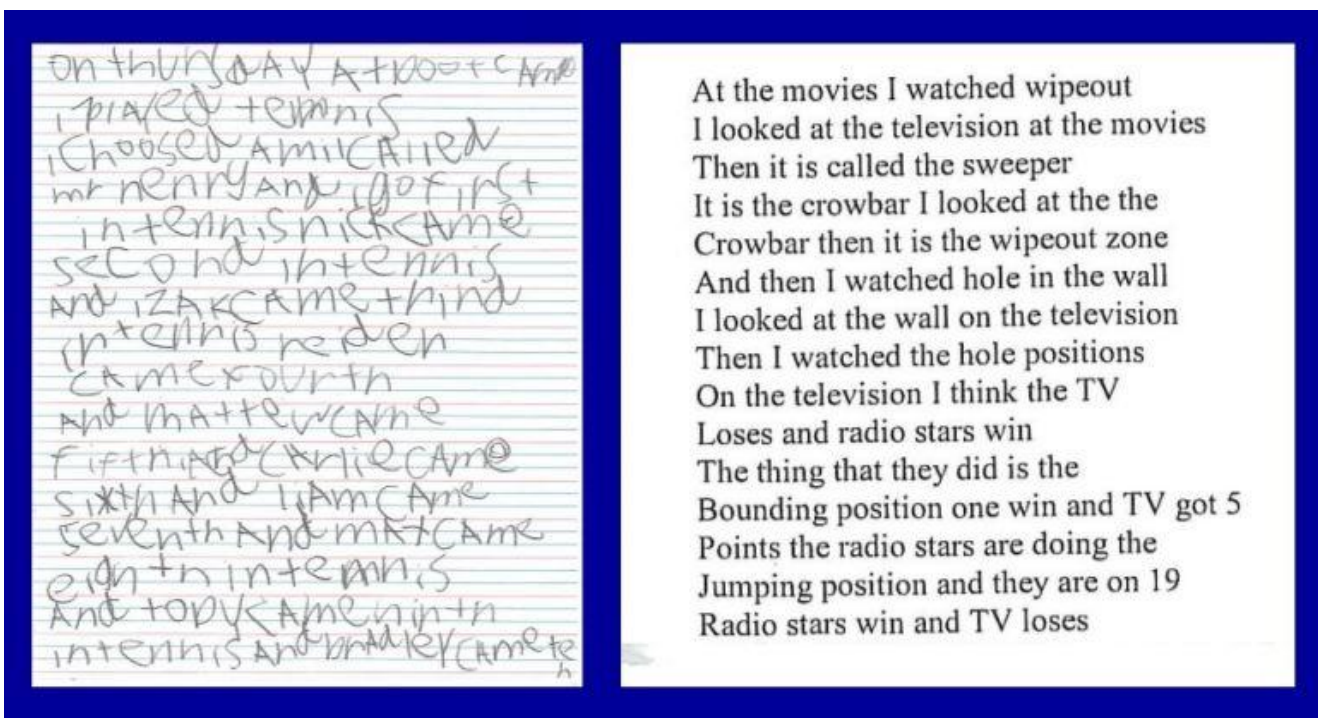 on thursday At boot cAmp
i plAyed tennis
i choosed A mii cAlled
mr henry And i got first
in tennis nick cAme
second in tennis
And izAk cAme third
in tennis reiden
cAme fourth
And mAttew cAme
fifth And cArlie cAme
sixth And liAm cAme
seventh And mAt cAme
eighth in tennis
And toby cAme ninth
in tennis And brAdley cAme te
n
At the movies I watched wipeout
I looked at the television at the movies
Then it is called the sweeper
It is the crowbar I looked at the the
Crowbar then it is the wipeout zone
And then I watched hole in the wall
I looked at the wall on the television
Then I watched the hole positions
On the television I think the TV
Loses and radio stars win
The thing that they did is the
Bounding position one win and TV got 5
Points the radio stars are doing the
Jumping position and they are on 19
Radio stars win and TV loses